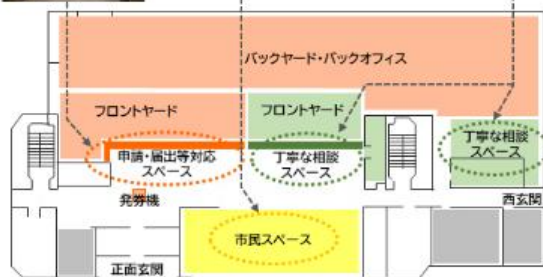 バックヤード・バックオフィス
フロントヤード
フロントヤード
申請・届出等対応
スペース
丁寧な相談
スペース
丁寧な相談
スペース
発券機
西玄関
市民スペース
正面玄関